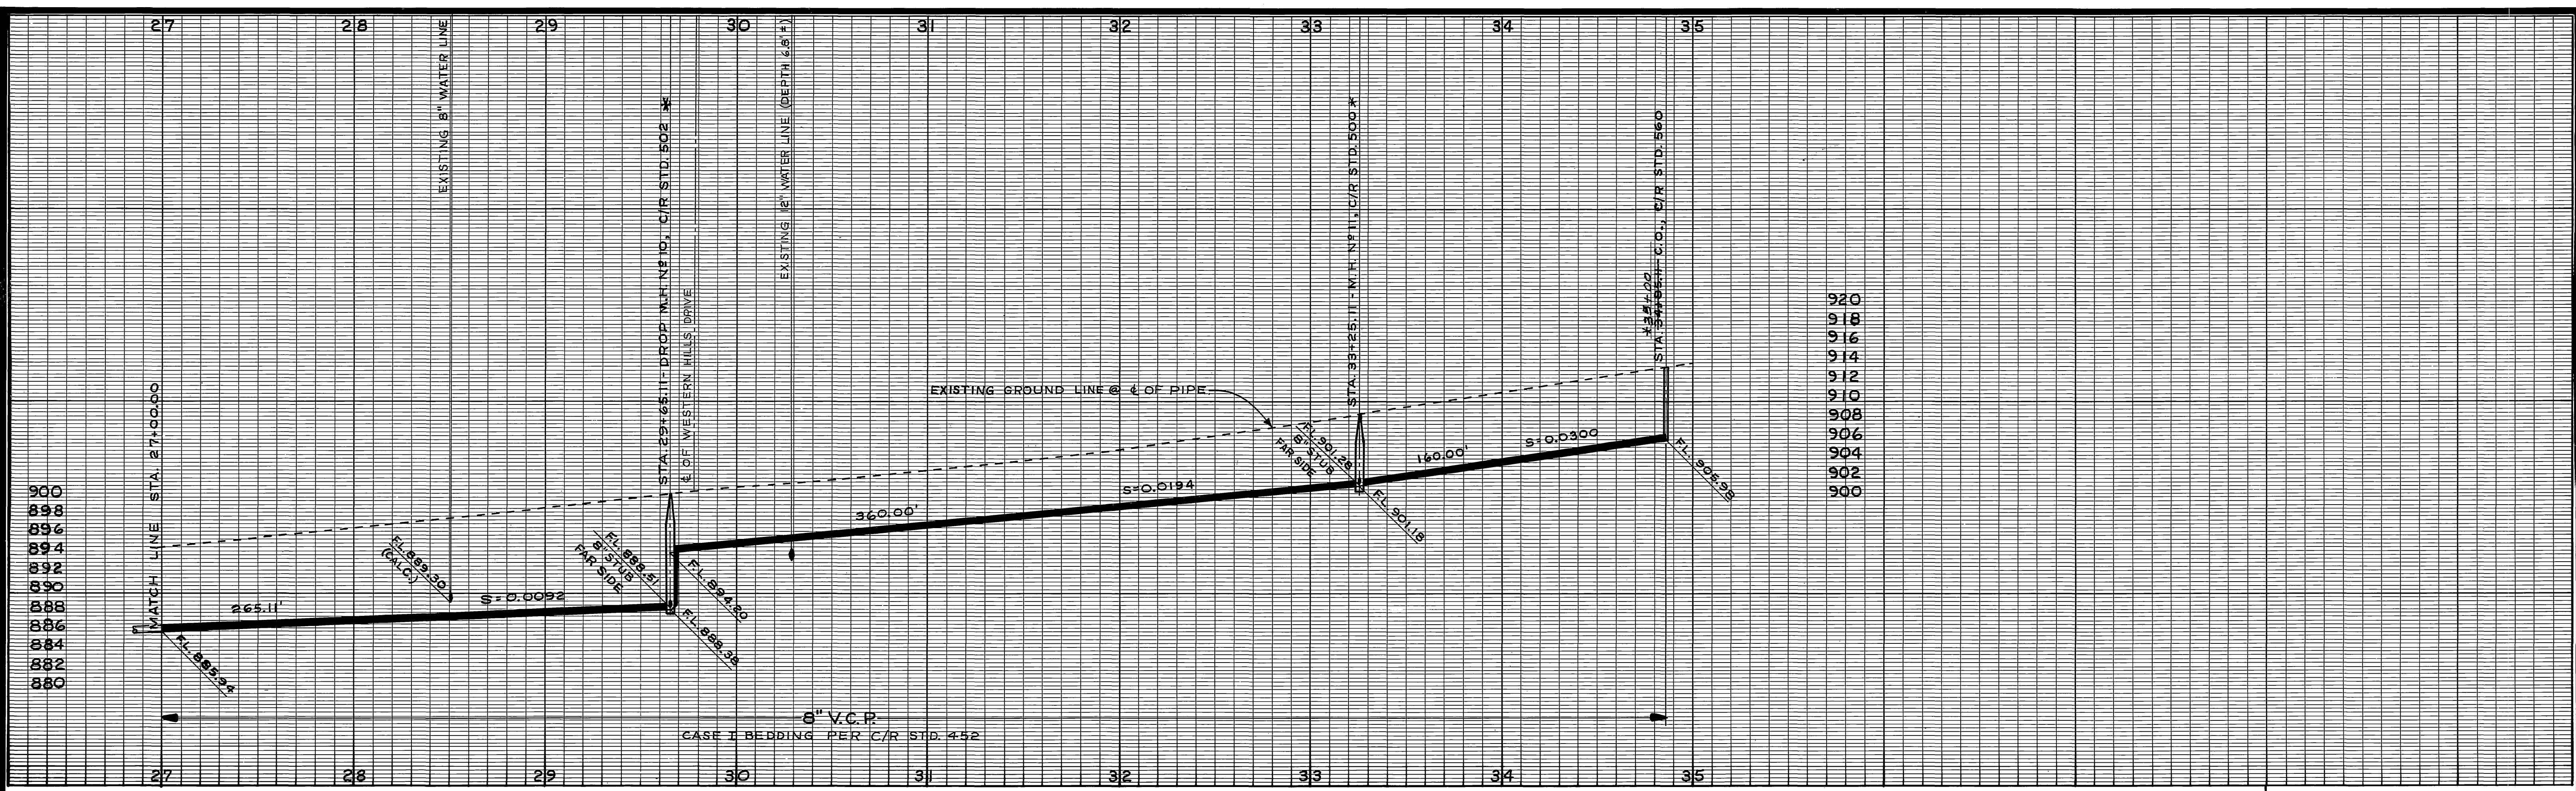 27 28 29 30 31 32 33 34 35
EXISTING 8" WATER LINE
STA. 29+65.11 - DROP M.H. Nº 10, C/R STD. 502 *
℄ OF WESTERN HILLS DRIVE
EXISTING 12" WATER LINE (DEPTH 6.8'±)
STA. 33+25.11 - M.H. Nº 11, C/R STD. 500 *
*35+00
STA. 34+85.11 - C.O., C/R STD. 560
MATCH LINE STA. 27+00.00
EXISTING GROUND LINE @ ℄ OF PIPE
920
918
916
914
912
910
908
906
904
902
900
900
898
896
894
892
890
888
886
884
882
880
F.L. 885.94
265.11'
F.L. 889.30
(CALC.)
S=0.0092
F.L. 888.51
8" STUB
FAR SIDE
F.L. 894.20
F.L. 888.38
360.00'
S=0.0194
F.L. 901.28
8" STUB
FAR SIDE
F.L. 901.18
160.00'
S=0.0300
F.L. 905.98
8" V.C.P.
CASE I BEDDING PER C/R STD. 452
27 28 29 30 31 32 33 34 35